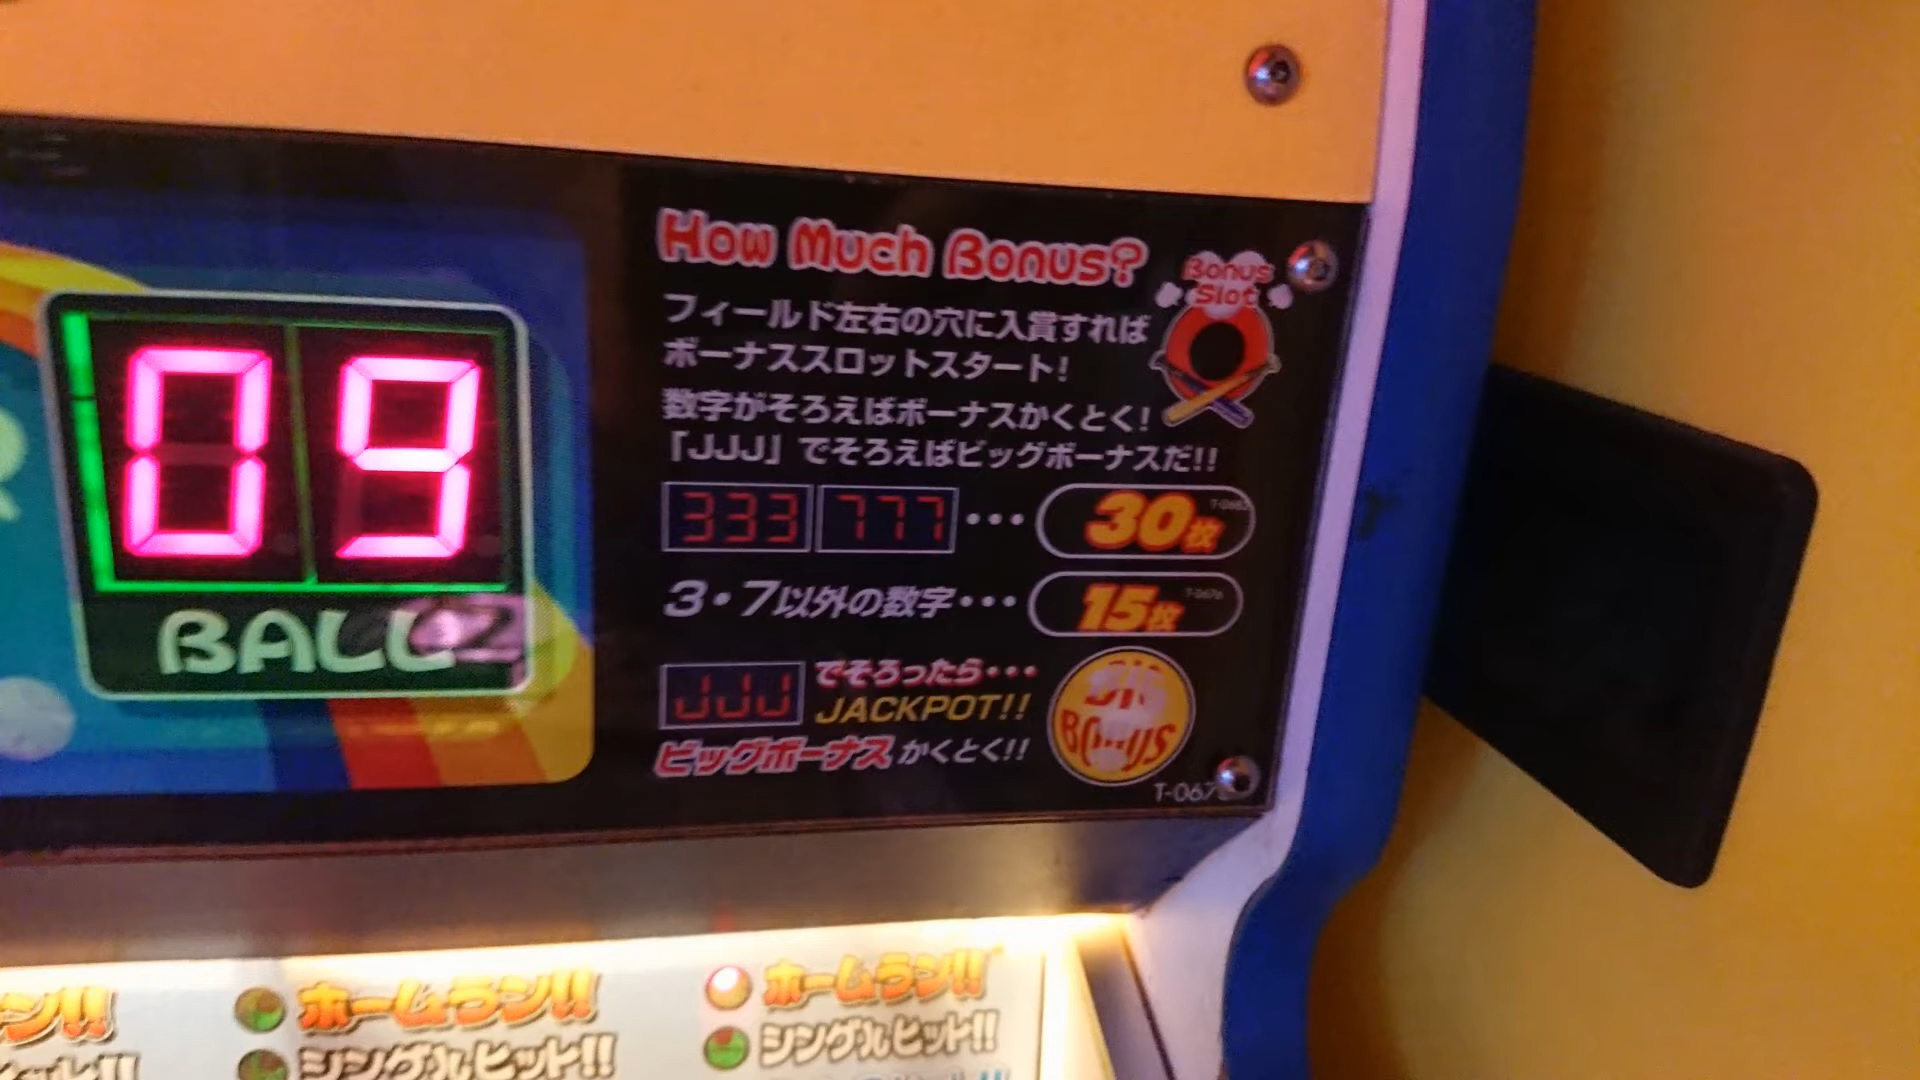 09
BALL
How Much Bonus?
Bonus
Slot
フィールド左右の穴に入賞すれば
ボーナススロットスタート!
数字がそろえばボーナスかくとく!
「JJJ」でそろえばビッグボーナスだ!!
333 777 ・・・ 30枚
3・7以外の数字・・・ 15枚
T-0676
JJJ でそろったら・・・
JACKPOT!!
ビッグボーナスかくとく!!
BIG
BONUS
T-067
ホームラン!! ホームラン!!
シングルヒット!! シングルヒット!!